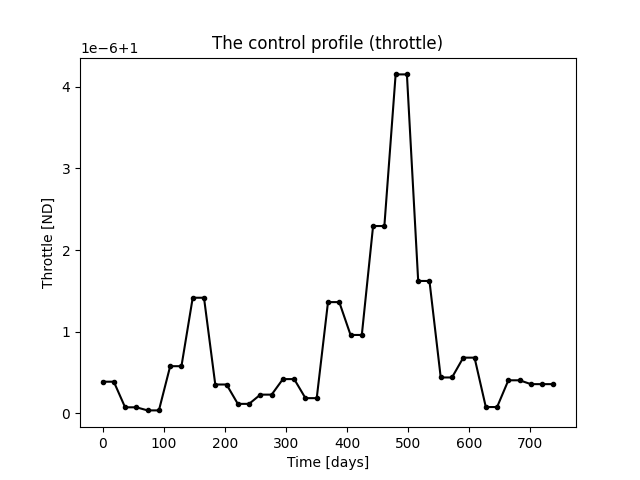 The control profile (throttle)
1e−6+1
4
3
2
1
0
Throttle [ND]
0 100 200 300 400 500 600 700
Time [days]